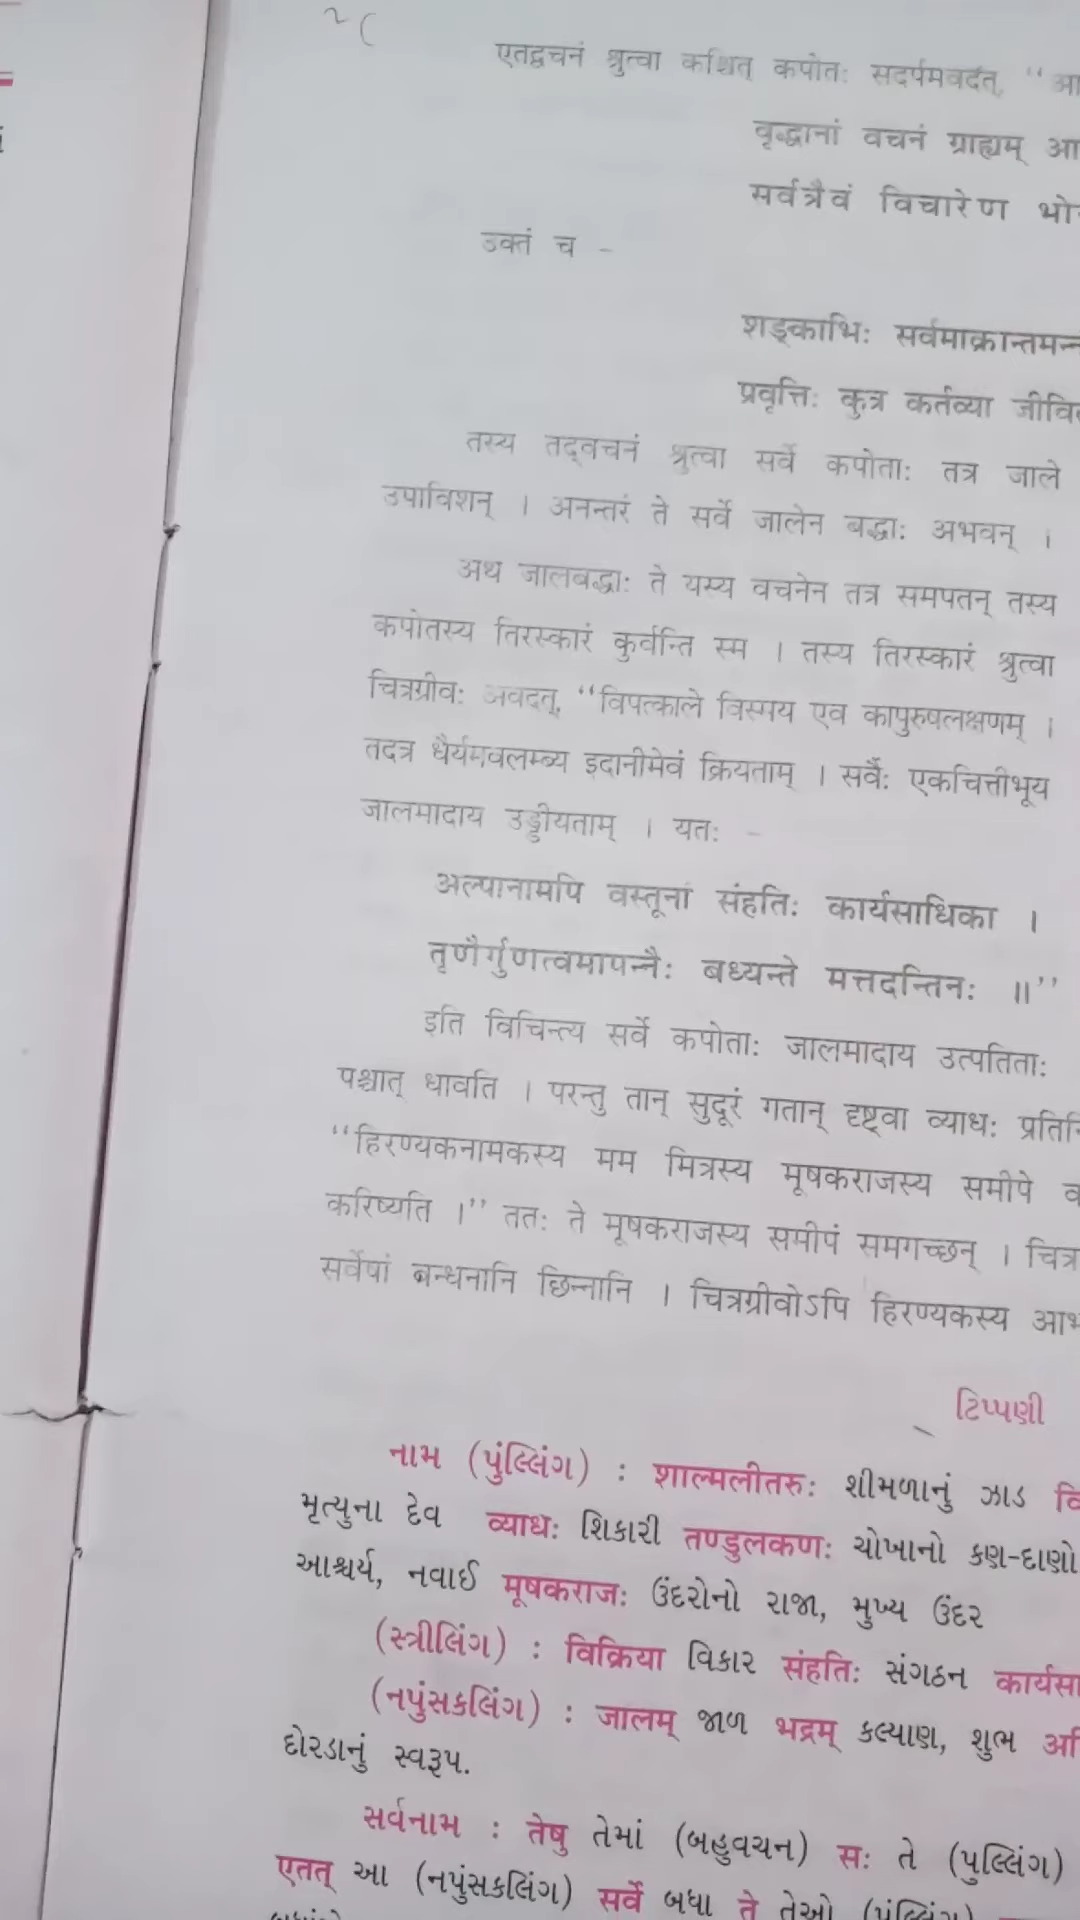 एतद्वचनं श्रुत्वा कश्चित् कपोतः सदर्पमवदत्, “आ
वृद्धानां वचनं ग्राह्यम् आ
सर्वत्रैवं विचारेण भो
उक्तं च -
शङ्काभिः सर्वमाक्रान्तमन्न
प्रवृत्तिः कुत्र कर्तव्या जीवि
तस्य तद्वचनं श्रुत्वा सर्वे कपोताः तत्र जाले
उपाविशन् । अनन्तरं ते सर्वे जालेन बद्धाः अभवन् ।
अथ जालबद्धाः ते यस्य वचनेन तत्र समपतन् तस्य
कपोतस्य तिरस्कारं कुर्वन्ति स्म । तस्य तिरस्कारं श्रुत्वा
चित्रग्रीवः अवदत्, “विपत्काले विस्मय एव कापुरुषलक्षणम् ।
तदत्र धैर्यमवलम्ब्य इदानीमेवं क्रियताम् । सर्वैः एकचित्तीभूय
जालमादाय उड्डीयताम् । यतः -
अल्पानामपि वस्तूनां संहतिः कार्यसाधिका ।
तृणैर्गुणत्वमापन्नैः बध्यन्ते मत्तदन्तिनः ॥”
इति विचिन्त्य सर्वे कपोताः जालमादाय उत्पतिताः
पश्चात् धावति । परन्तु तान् सुदूरं गतान् दृष्ट्वा व्याधः प्रतिनि
“हिरण्यकनामकस्य मम मित्रस्य मूषकराजस्य समीपे व
करिष्यति ।” ततः ते मूषकराजस्य समीपं समगच्छन् । चित्र
सर्वेषां बन्धनानि छिन्नानि । चित्रग्रीवोऽपि हिरण्यकस्य आभ
ટિપ્પણી
નામ (પુંલ્લિંગ) : शाल्मलीतरुः શીમળાનું ઝાડ वि
મૃત્યુના દેવ व्याधः શિકારી तण्डुलकणः ચોખાનો કણ-દાણો
આશ્ચર્ય, નવાઈ मूषकराजः ઉંદરોનો રાજા, મુખ્ય ઉંદર
(સ્ત્રીલિંગ) : विक्रिया વિકાર संहतिः સંગઠન कार्यसा
(નપુંસકલિંગ) : जालम् જાળ भद्रम् કલ્યાણ, શુભ
દોરડાનું સ્વરૂપ.
સર્વનામ : तेषु તેમાં (બહુવચન) सः તે (પુલ્લિંગ)
एतत् આ (નપુંસકલિંગ) सर्वे બધા ते તેઓ (પુંલ્લિંગ)